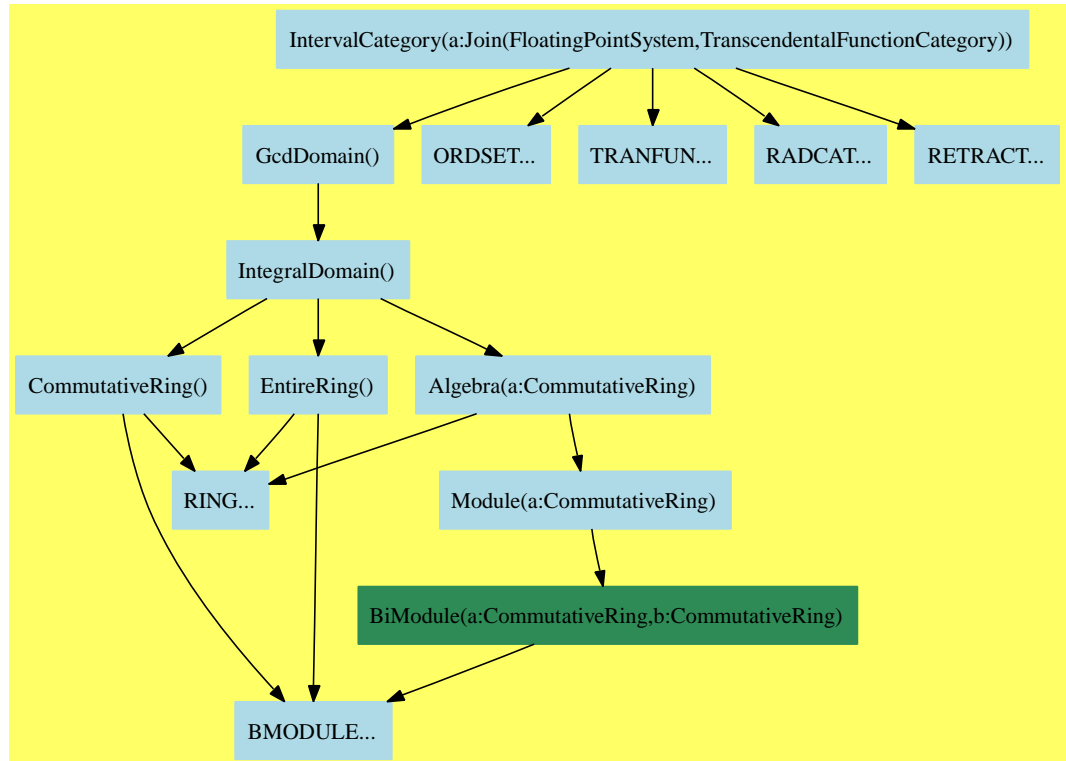 IntervalCategory(a:Join(FloatingPointSystem,TranscendentalFunctionCategory))
GcdDomain()
ORDSET...
TRANFUN...
RADCAT...
RETRACT...
IntegralDomain()
CommutativeRing()
EntireRing()
Algebra(a:CommutativeRing)
RING...
Module(a:CommutativeRing)
BiModule(a:CommutativeRing,b:CommutativeRing)
BMODULE...